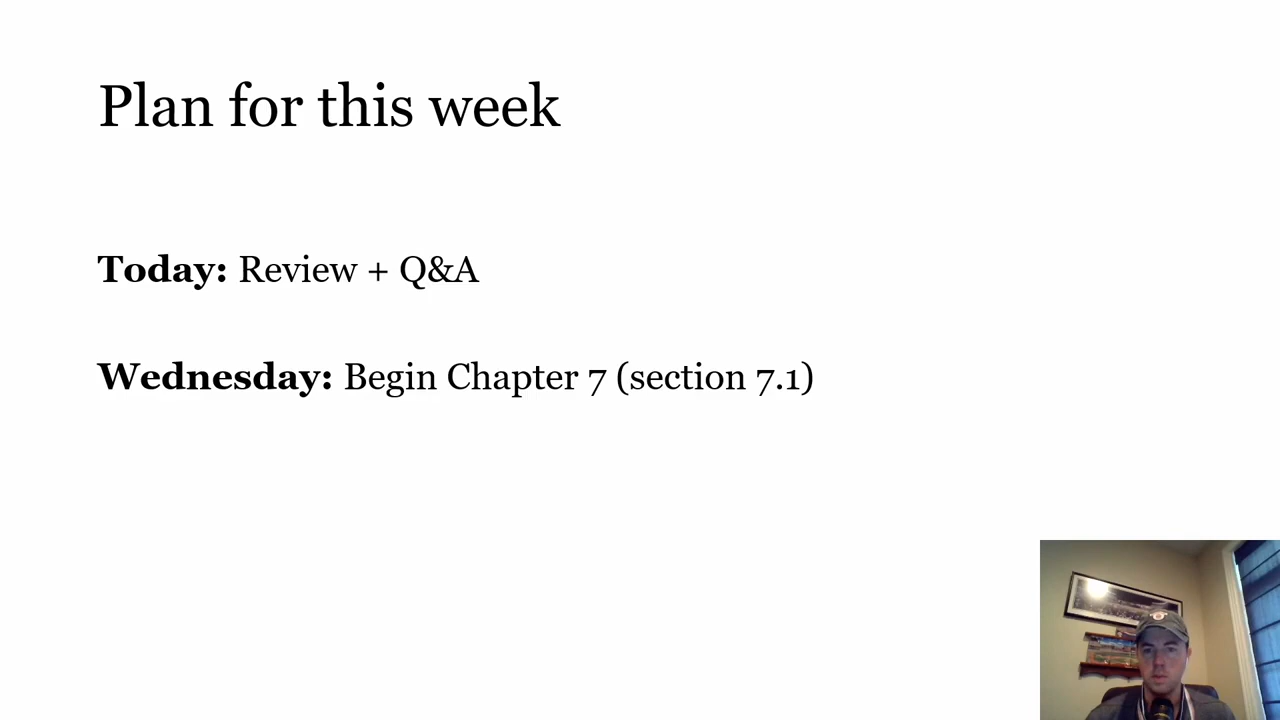 Plan for this week
Today: Review + Q&A
Wednesday: Begin Chapter 7 (section 7.1)